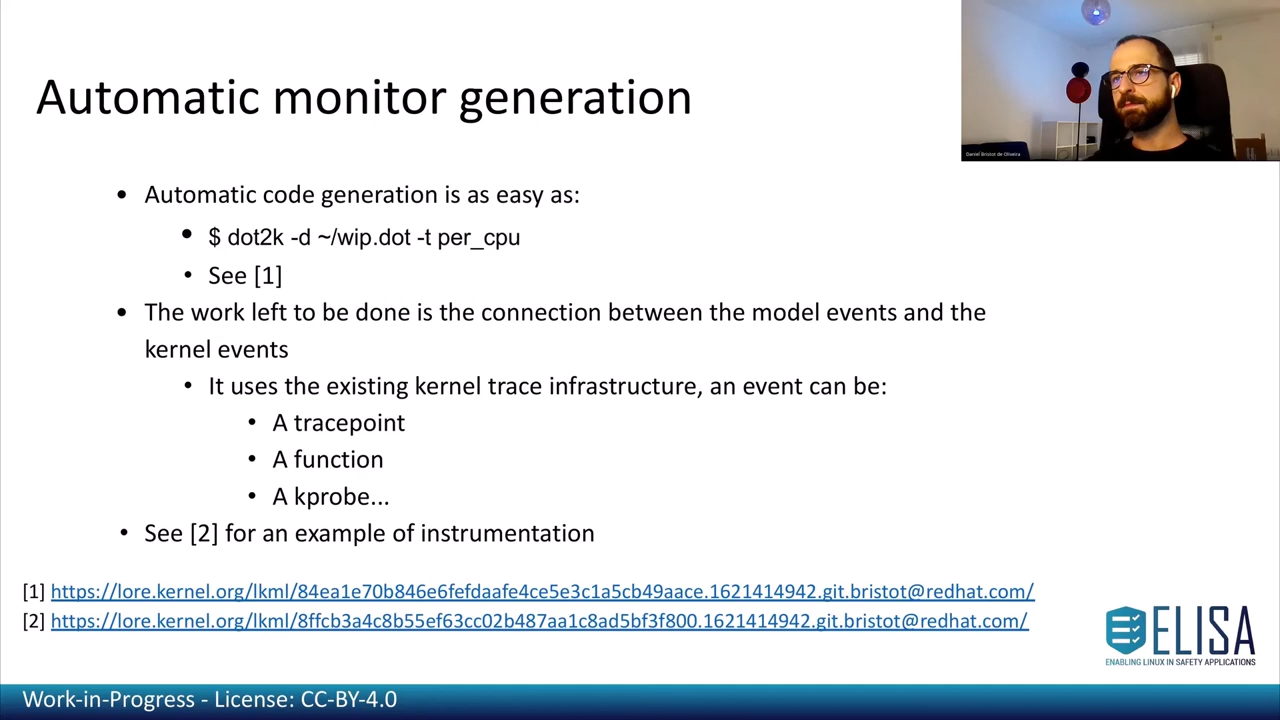 Automatic monitor generation
Daniel Bristot de Oliveira
• Automatic code generation is as easy as:
• $ dot2k -d ~/wip.dot -t per_cpu
• See [1]
• The work left to be done is the connection between the model events and the
kernel events
• It uses the existing kernel trace infrastructure, an event can be:
• A tracepoint
• A function
• A kprobe...
• See [2] for an example of instrumentation
[1] https://lore.kernel.org/lkml/84ea1e70b846e6fefdaafe4ce5e3c1a5cb49aace.1621414942.git.bristot@redhat.com/
[2] https://lore.kernel.org/lkml/8ffcb3a4c8b55ef63cc02b487aa1c8ad5bf3f800.1621414942.git.bristot@redhat.com/
ELISA
ENABLING LINUX IN SAFETY APPLICATIONS
Work-in-Progress - License: CC-BY-4.0